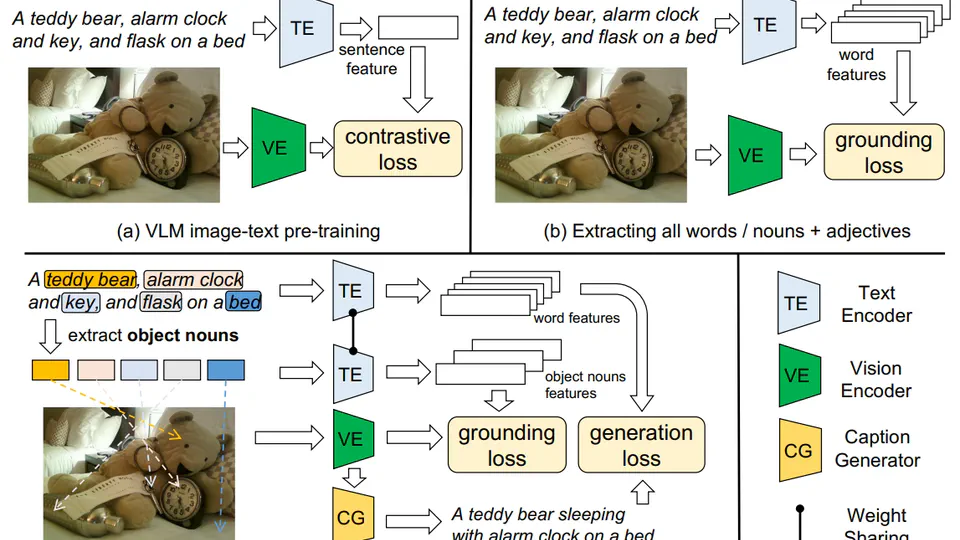 A teddy bear, alarm clock
and key, and flask on a bed
TE
sentence
feature
VE
contrastive
loss
(a) VLM image-text pre-training
A teddy bear, alarm clock
and key, and flask on a bed
TE
word
features
VE
grounding
loss
(b) Extracting all words / nouns + adjectives
A teddy bear, alarm clock
and key, and flask on a bed
extract object nouns
TE
word features
TE
object nouns
features
VE
grounding
loss
generation
loss
CG
A teddy bear sleeping
with alarm clock on a bed
TE
Text
Encoder
VE
Vision
Encoder
CG
Caption
Generator
Weight
Sharing